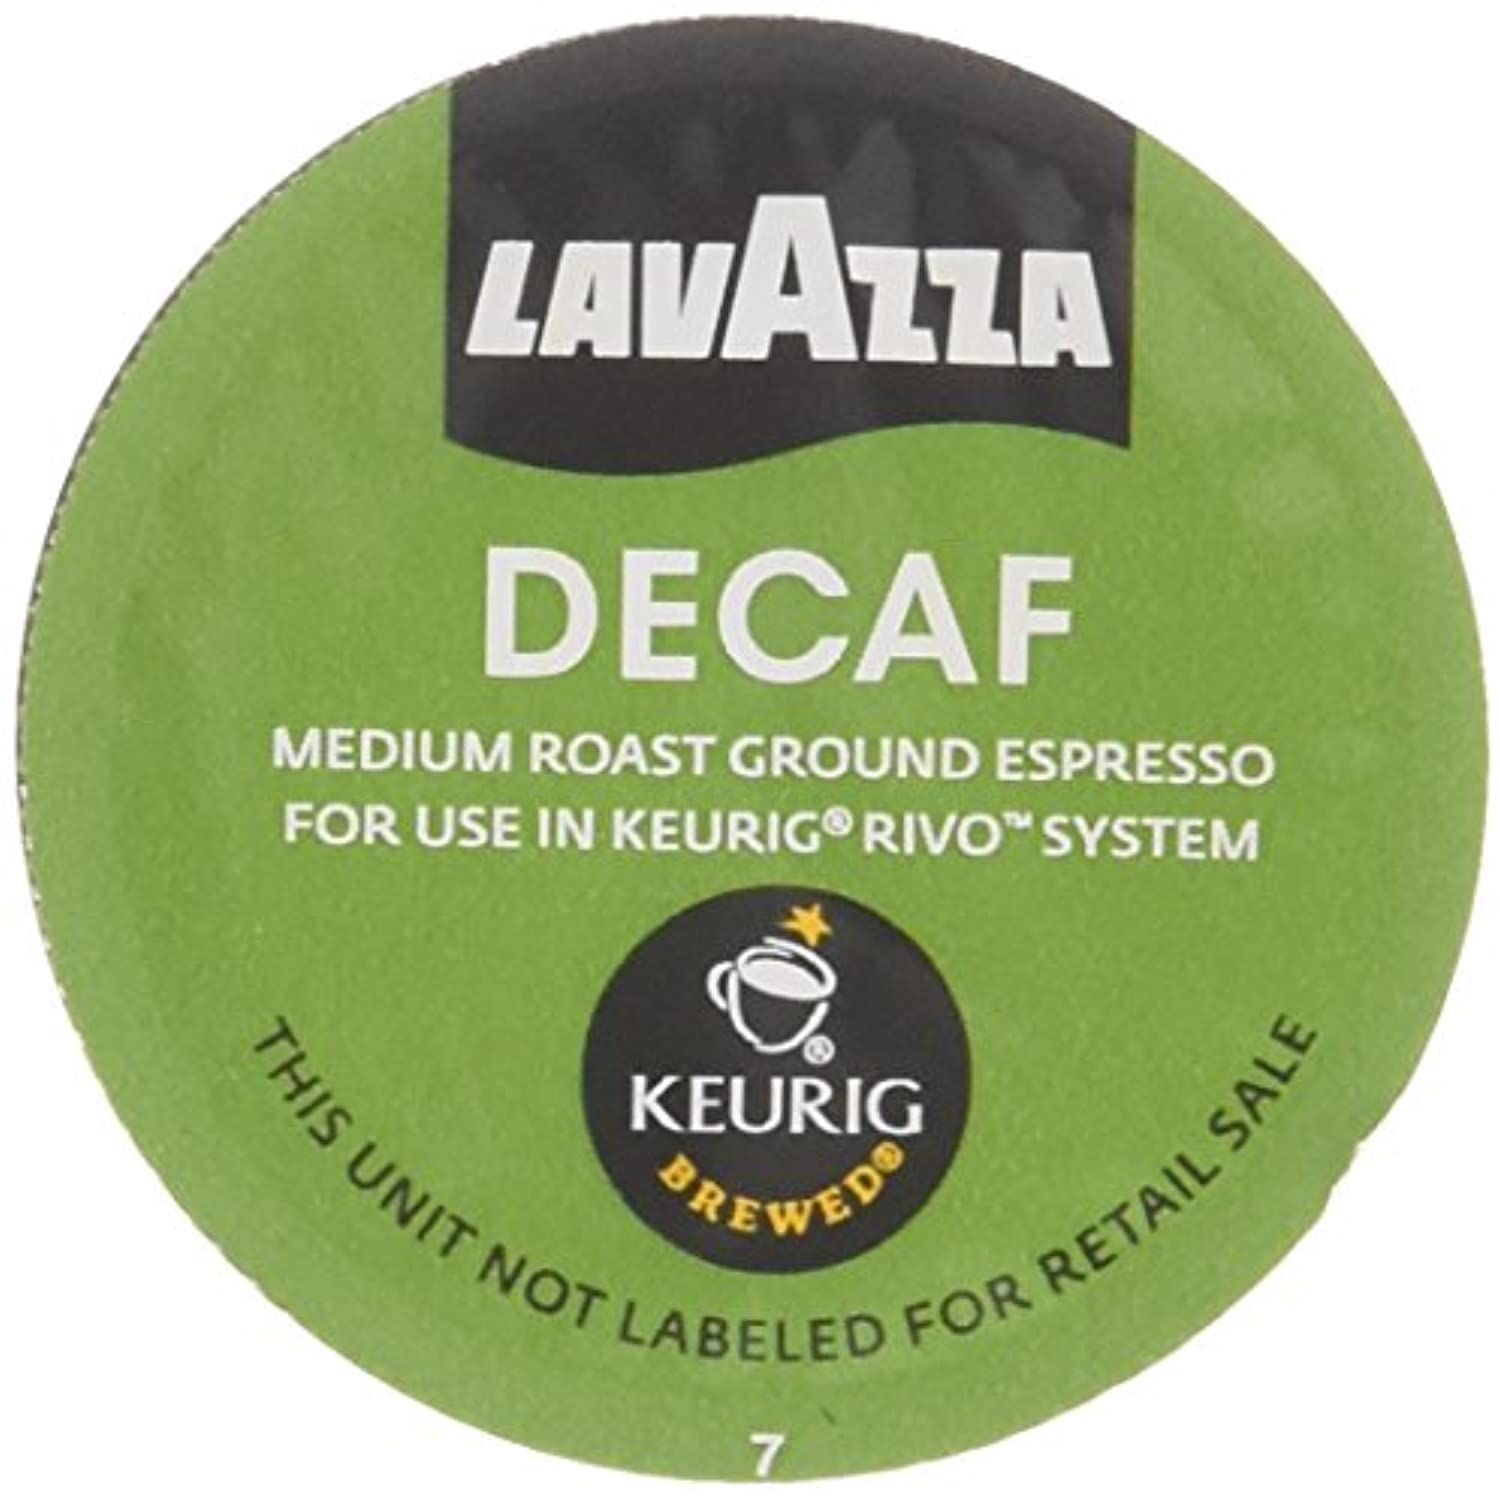 LAVAZZA
DECAF
MEDIUM ROAST GROUND ESPRESSO
FOR USE IN KEURIG® RIVO™ SYSTEM
®
KEURIG
BREWED®
THIS UNIT NOT LABELED FOR RETAIL SALE
7